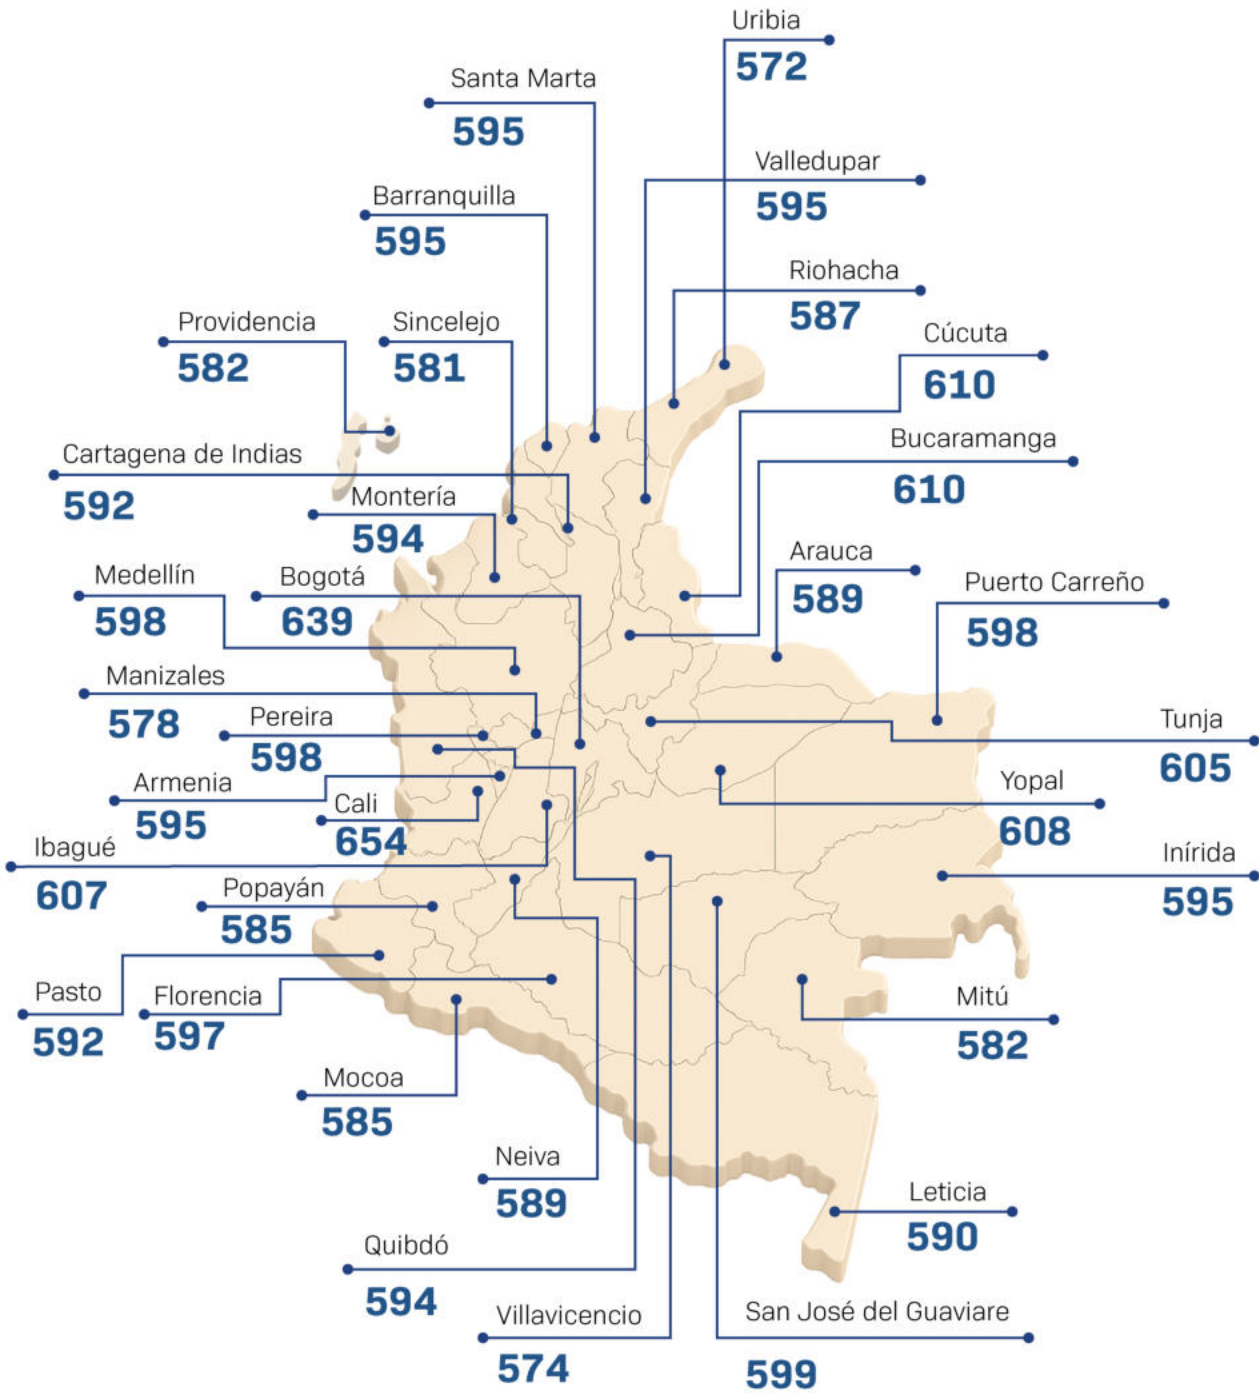 Uribia
572
Santa Marta
595
Valledupar
595
Barranquilla
595
Riohacha
587
Providencia
582
Sincelejo
581
Cúcuta
610
Cartagena de Indias
592
Bucaramanga
610
Montería
594
Arauca
589
Medellín
598
Bogotá
639
Puerto Carreño
598
Manizales
578
Pereira
598
Tunja
605
Armenia
595
Cali
654
Yopal
608
Ibagué
607
Inírida
595
Popayán
585
Pasto
592
Florencia
597
Mitú
582
Mocoa
585
Neiva
589
Leticia
590
Quibdó
594
Villavicencio
574
San José del Guaviare
599